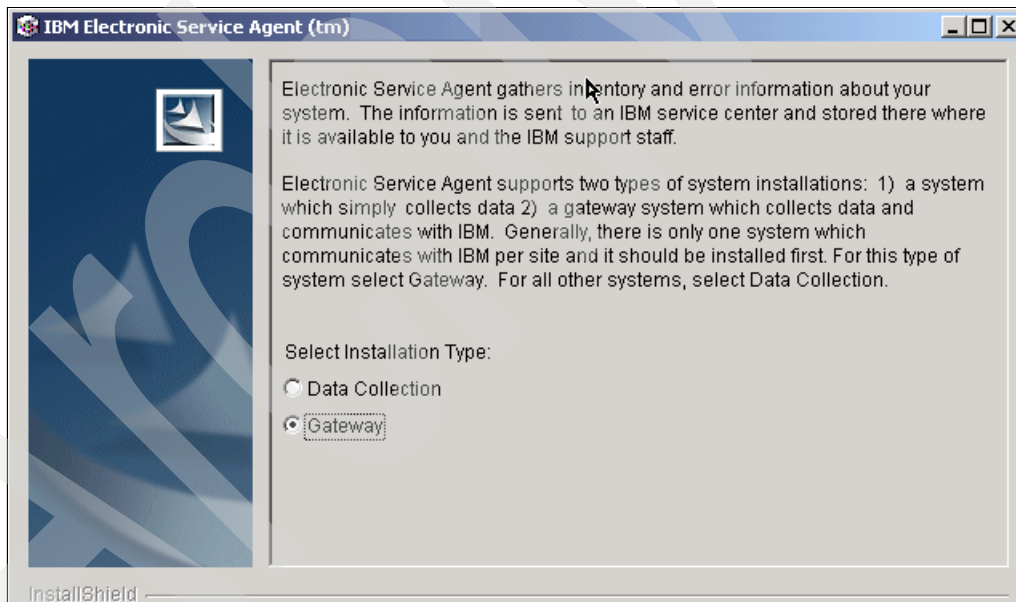 IBM Electronic Service Agent (tm)
Electronic Service Agent gathers inventory and error information about your
system. The information is sent to an IBM service center and stored there where
it is available to you and the IBM support staff.
Electronic Service Agent supports two types of system installations: 1) a system
which simply collects data 2) a gateway system which collects data and
communicates with IBM. Generally, there is only one system which
communicates with IBM per site and it should be installed first. For this type of
system select Gateway. For all other systems, select Data Collection.
Select Installation Type:
Data Collection
Gateway
InstallShield